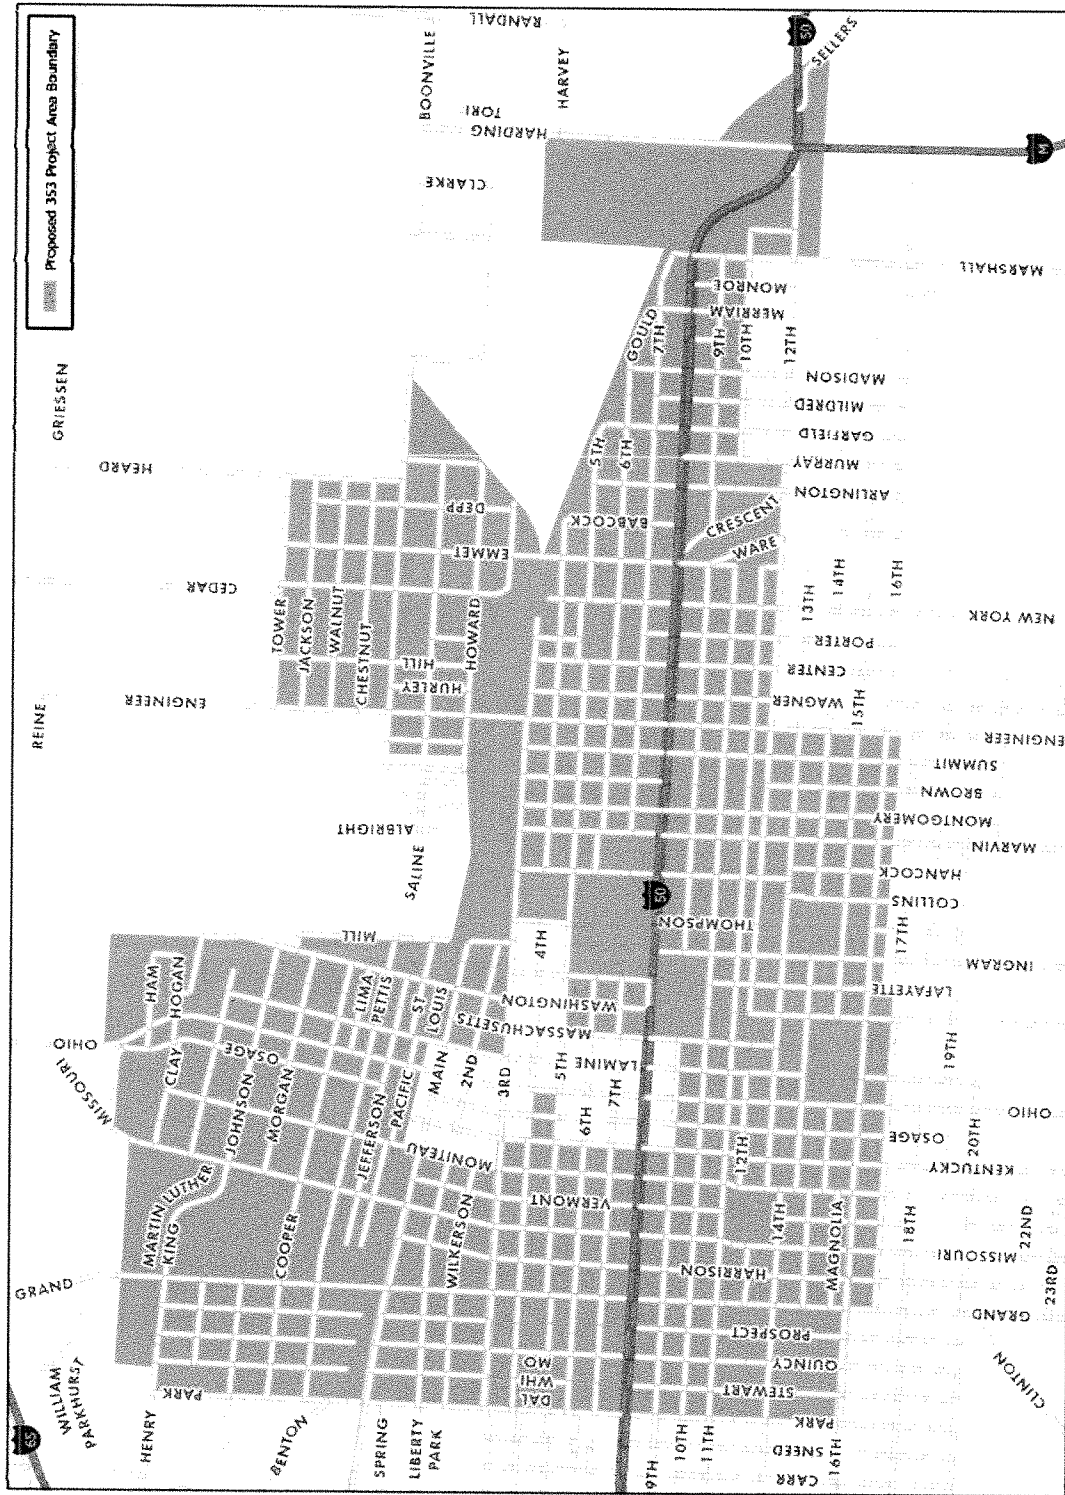 Proposed 353 Project Area Boundary
RANDALL
BOONVILLE
HARVEY
TORI
HARDING
CLARKE
50
SELLERS
M
MARSHALL
MONROE
MERRIAM
GOULD
7TH
9TH
10TH
12TH
MADISON
MILDRED
GARFIELD
MURRAY
ARLINGTON
5TH
6TH
BABCOCK
CRESCENT
WARE
GRIESSEN
HEARD
DEPP
EMMET
CEDAR
TOWER
JACKSON
WALNUT
CHESTNUT
HOWARD
HILL
HURLEY
13TH
14TH
16TH
NEW YORK
PORTER
CENTER
WAGNER
15TH
ENGINEER
REINE
ENGINEER
SUMMIT
BROWN
MONTGOMERY
MARVIN
HANCOCK
COLLINS
17TH
INGRAM
LAFAYETTE
ALBRIGHT
SALINE
50
THOMPSON
MILL
4TH
WASHINGTON
MASSACHUSETTS
LAMINE
HAM
HOGAN
LIMA
PETTIS
ST
LOUIS
OHIO
MISSOURI
CLAY
OSAGE
JOHNSON
MORGAN
JEFFERSON
PACIFIC
MAIN
2ND
3RD
5TH
6TH
7TH
19TH
OHIO
OSAGE
20TH
KENTUCKY
12TH
MONITEAU
VERMONT
MARTIN LUTHER
KING
COOPER
WILKERSON
14TH
MAGNOLIA
18TH
22ND
MISSOURI
23RD
HARRISON
GRAND
GRAND
PROSPECT
QUINCY
STEWART
MO
WHI
DAL
CLINTON
WILLIAM
PARKHURST
65
PARK
HENRY
BENTON
SPRING
LIBERTY
PARK
9TH
10TH
11TH
PARK
SNEED
16TH
CARR